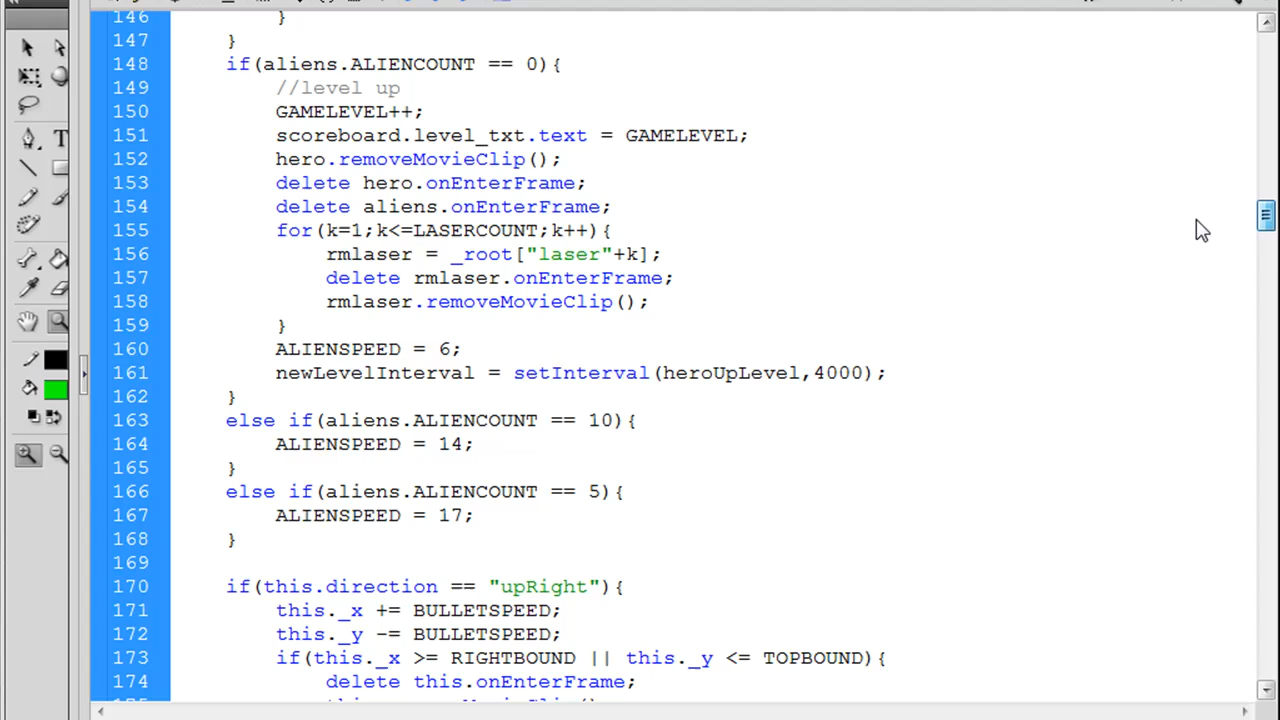 146 }
147 }
148 if(aliens.ALIENCOUNT == 0){
149 //level up
150 GAMELEVEL++;
151 scoreboard.level_txt.text = GAMELEVEL;
152 hero.removeMovieClip();
153 delete hero.onEnterFrame;
154 delete aliens.onEnterFrame;
155 for(k=1;k<=LASERCOUNT;k++){
156 rmlaser = _root["laser"+k];
157 delete rmlaser.onEnterFrame;
158 rmlaser.removeMovieClip();
159 }
160 ALIENSPEED = 6;
161 newLevelInterval = setInterval(heroUpLevel,4000);
162 }
163 else if(aliens.ALIENCOUNT == 10){
164 ALIENSPEED = 14;
165 }
166 else if(aliens.ALIENCOUNT == 5){
167 ALIENSPEED = 17;
168 }
169
170 if(this.direction == "upRight"){
171 this._x += BULLETSPEED;
172 this._y -= BULLETSPEED;
173 if(this._x >= RIGHTBOUND || this._y <= TOPBOUND){
174 delete this.onEnterFrame;